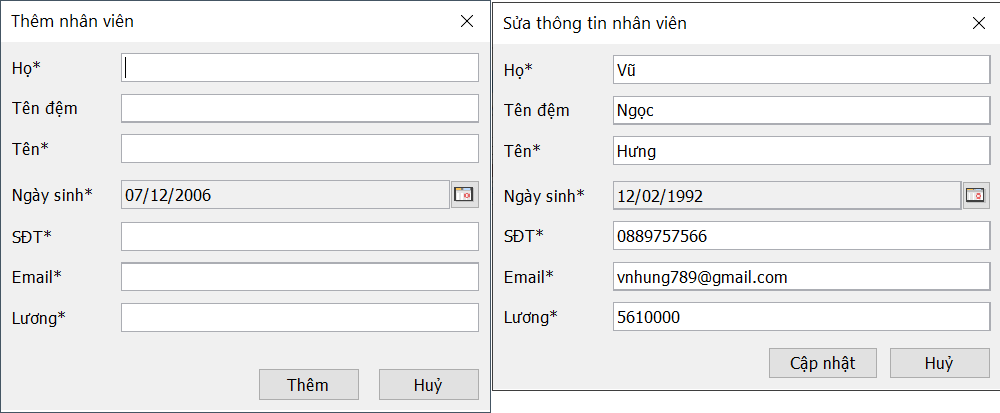 Thêm nhân viên
Họ*
Tên đệm
Tên*
Ngày sinh* 07/12/2006
SĐT*
Email*
Lương*
Thêm Huỷ
Sửa thông tin nhân viên
Họ* Vũ
Tên đệm Ngọc
Tên* Hưng
Ngày sinh* 12/02/1992
SĐT* 0889757566
Email* vnhung789@gmail.com
Lương* 5610000
Cập nhật Huỷ